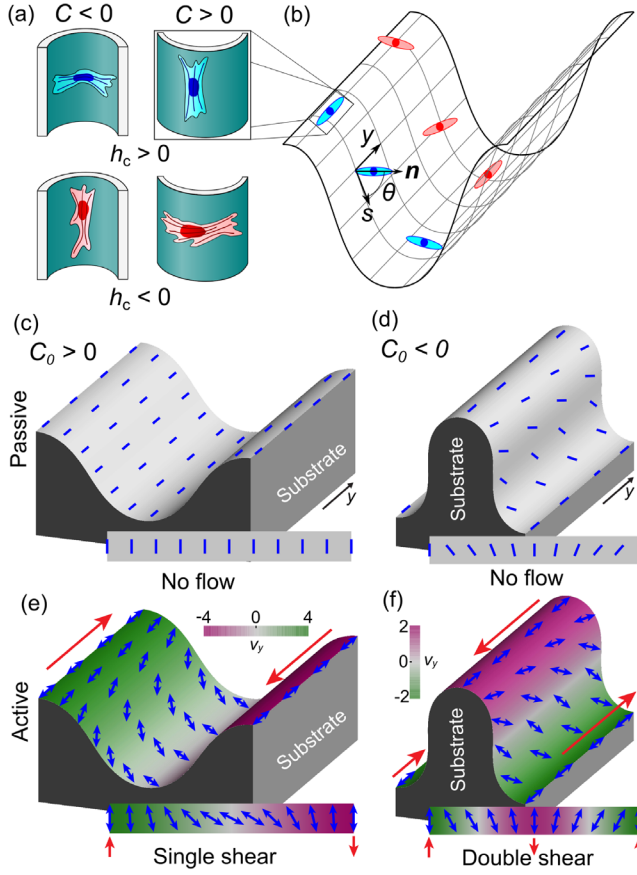 (a)
C < 0
C > 0
(b)
h_c > 0
y
n
θ
s
h_c < 0
(c)
C_0 > 0
(d)
C_0 < 0
Passive
Substrate
y
Substrate
y
No flow
No flow
(e)
-4
0
4
v_y
(f)
2
0
-2
v_y
Active
Substrate
Substrate
Single shear
Double shear